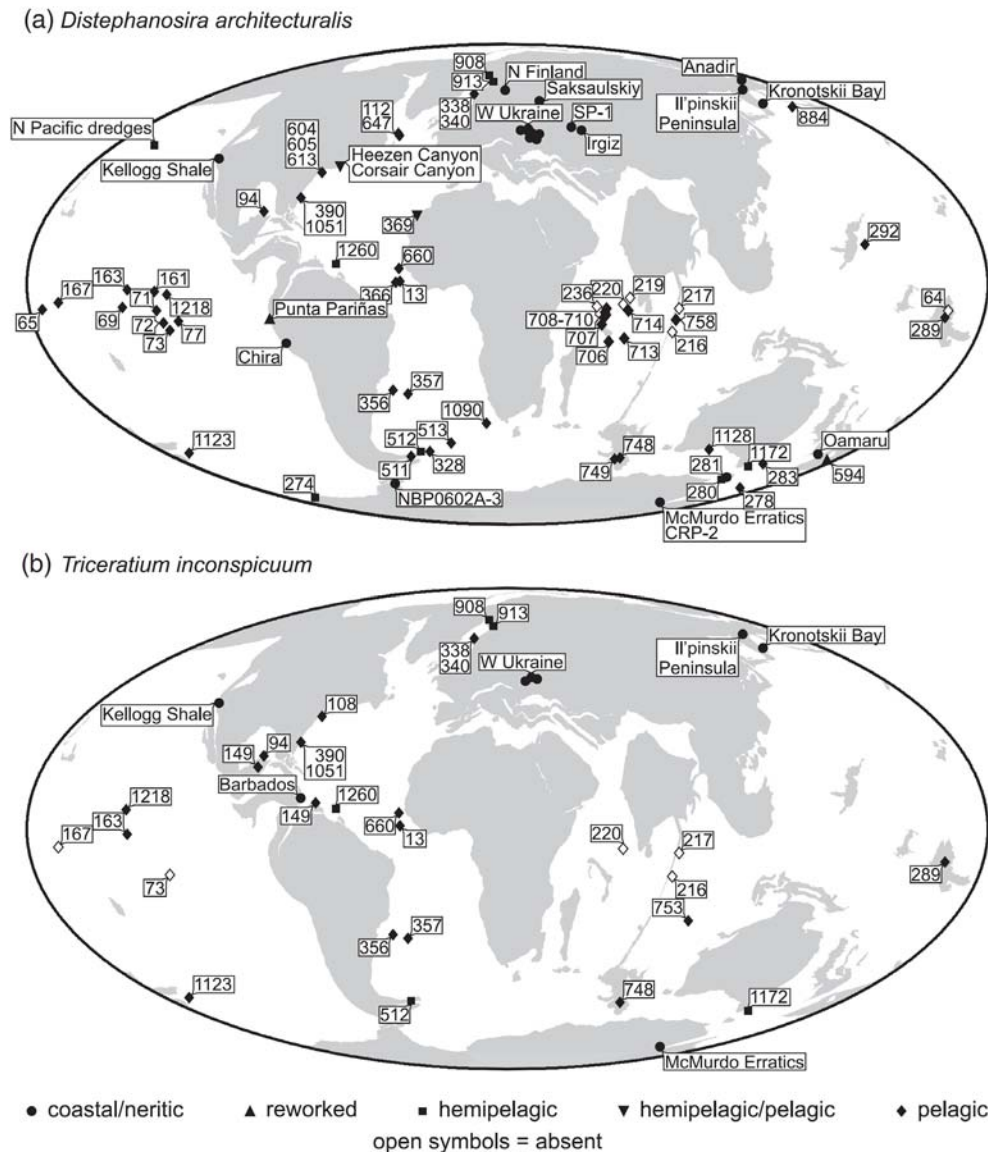 (a) Distephanosira architecturalis
908
913
N Finland
Saksaulskiy
Anadir
Kronotskii Bay
Il'pinskii
Peninsula
884
338
340
W Ukraine
SP-1
Irgiz
112
647
N Pacific dredges
Kellogg Shale
604
605
613
Heezen Canyon
Corsair Canyon
94
390
1051
369
292
1260
660
366
13
163
161
167
71
1218
65
69
72
77
73
Punta Pariñas
Chira
236
220
219
217
64
708-710
714
758
289
707
216
706
713
357
356
1090
513
512
328
511
748
749
1128
1172
Oamaru
281
283
594
280
278
1123
274
NBP0602A-3
McMurdo Erratics
CRP-2
(b) Triceratium inconspicuum
908
913
338
340
W Ukraine
Il'pinskii
Peninsula
Kronotskii Bay
Kellogg Shale
108
149
94
390
1051
Barbados
149
1260
660
13
1218
163
167
73
220
217
216
753
289
357
356
1123
512
748
1172
McMurdo Erratics
coastal/neritic
reworked
hemipelagic
hemipelagic/pelagic
pelagic
open symbols = absent